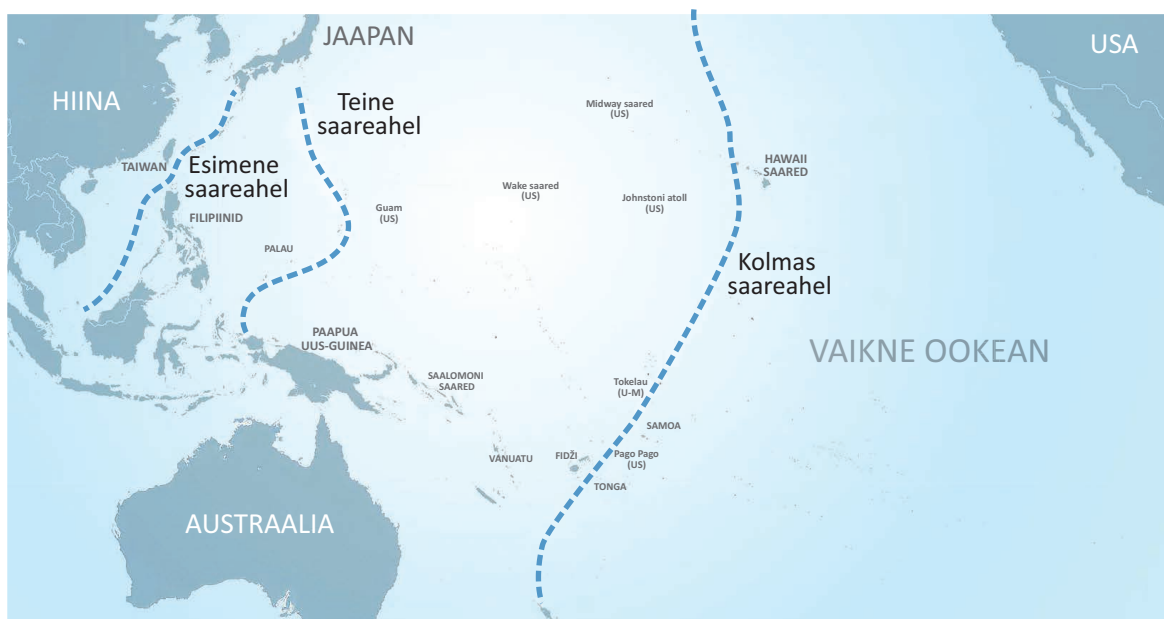 JAAPAN
USA
HIINA
Teine
saareahel
Midway saared
(US)
TAIWAN
Esimene
saareahel
HAWAII
SAARED
Wake saared
(US)
Johnstoni atoll
(US)
Guam
(US)
FILIPIINID
PALAU
Kolmas
saareahel
PAAPUA
UUS-GUINEA
VAIKNE OOKEAN
SAALOMONI
SAARED
Tokelau
(U-M)
SAMOA
VANUATU
FIDŽI
Pago Pago
(US)
TONGA
AUSTRAALIA